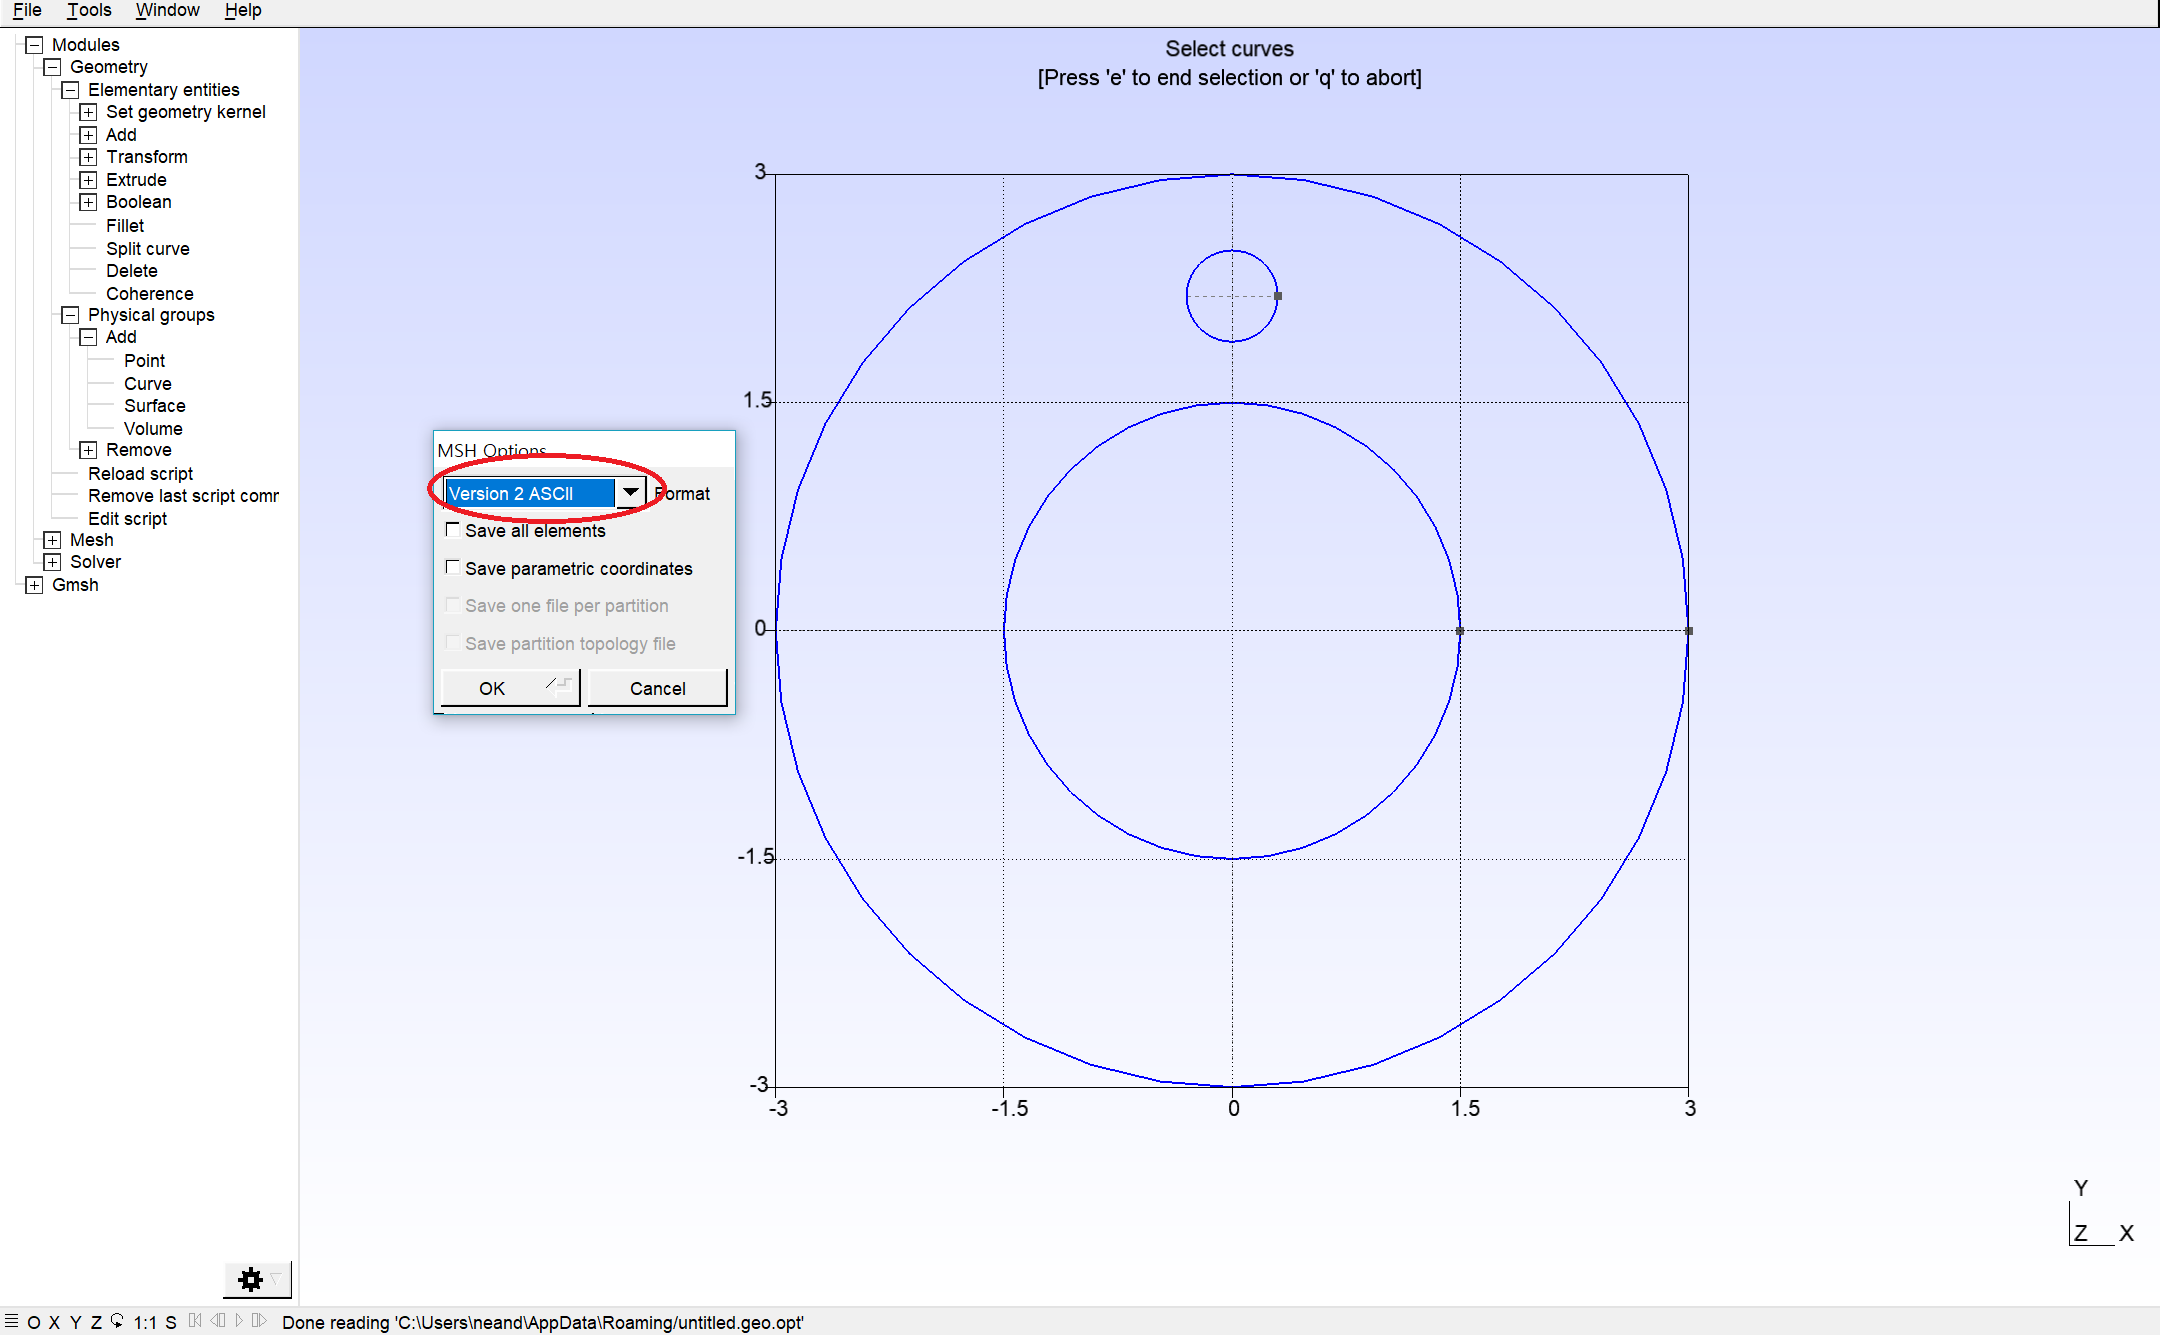 File Tools Window Help
Modules
Geometry
Elementary entities
Set geometry kernel
Add
Transform
Extrude
Boolean
Fillet
Split curve
Delete
Coherence
Physical groups
Add
Point
Curve
Surface
Volume
Remove
Reload script
Remove last script comr
Edit script
Mesh
Solver
Gmsh
Select curves
[Press 'e' to end selection or 'q' to abort]
3
1.5
0
-1.5
-3
-3 -1.5 0 1.5 3
MSH Options
Version 2 ASCII Format
Save all elements
Save parametric coordinates
Save one file per partition
Save partition topology file
OK Cancel
Y
Z X
O X Y Z 1:1 S Done reading 'C:\Users\neand\AppData\Roaming/untitled.geo.opt'